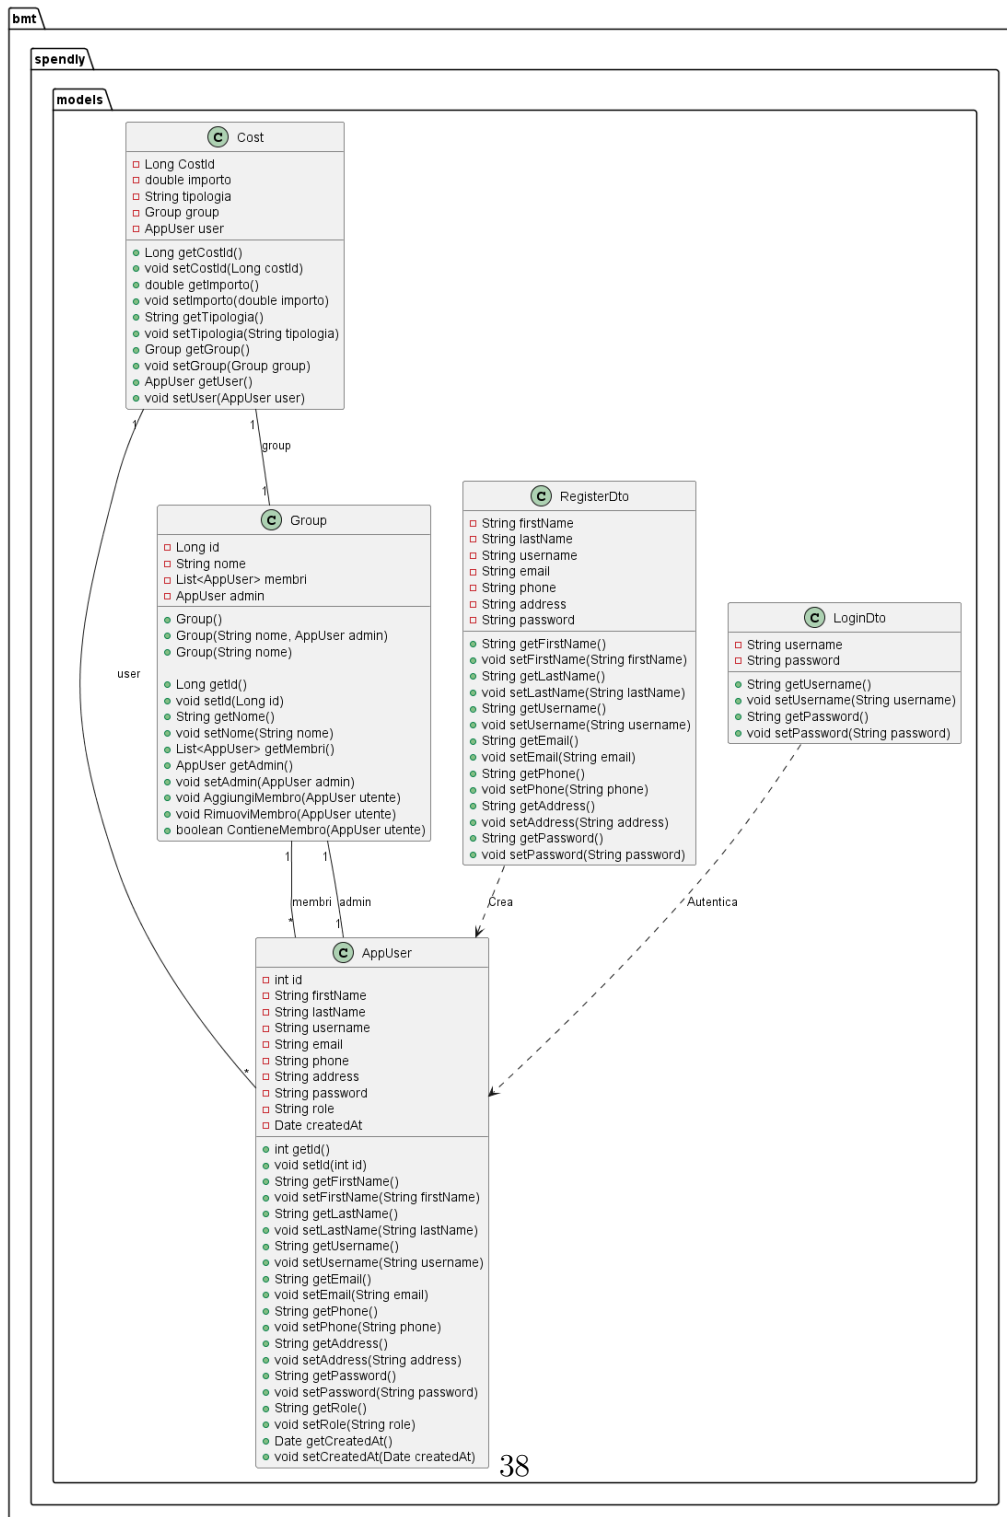 bmt
spendly
models
C Cost
Long CostId
double importo
String tipologia
Group group
AppUser user
Long getCostId()
void setCostId(Long costId)
double getImporto()
void setImporto(double importo)
String getTipologia()
void setTipologia(String tipologia)
Group getGroup()
void setGroup(Group group)
AppUser getUser()
void setUser(AppUser user)
1
1
group
1
user
C Group
Long id
String nome
List<AppUser> membri
AppUser admin
Group()
Group(String nome, AppUser admin)
Group(String nome)
Long getId()
void setId(Long id)
String getNome()
void setNome(String nome)
List<AppUser> getMembri()
AppUser getAdmin()
void setAdmin(AppUser admin)
void AggiungiMembro(AppUser utente)
void RimuoviMembro(AppUser utente)
boolean ContieneMembro(AppUser utente)
C RegisterDto
String firstName
String lastName
String username
String email
String phone
String address
String password
String getFirstName()
void setFirstName(String firstName)
String getLastName()
void setLastName(String lastName)
String getUsername()
void setUsername(String username)
String getEmail()
void setEmail(String email)
String getPhone()
void setPhone(String phone)
String getAddress()
void setAddress(String address)
String getPassword()
void setPassword(String password)
C LoginDto
String username
String password
String getUsername()
void setUsername(String username)
String getPassword()
void setPassword(String password)
1
1
membri
admin
Crea
Autentica
*
1
*
C AppUser
int id
String firstName
String lastName
String username
String email
String phone
String address
String password
String role
Date createdAt
int getId()
void setId(int id)
String getFirstName()
void setFirstName(String firstName)
String getLastName()
void setLastName(String lastName)
String getUsername()
void setUsername(String username)
String getEmail()
void setEmail(String email)
String getPhone()
void setPhone(String phone)
String getAddress()
void setAddress(String address)
String getPassword()
void setPassword(String password)
String getRole()
void setRole(String role)
Date getCreatedAt()
void setCreatedAt(Date createdAt)
38